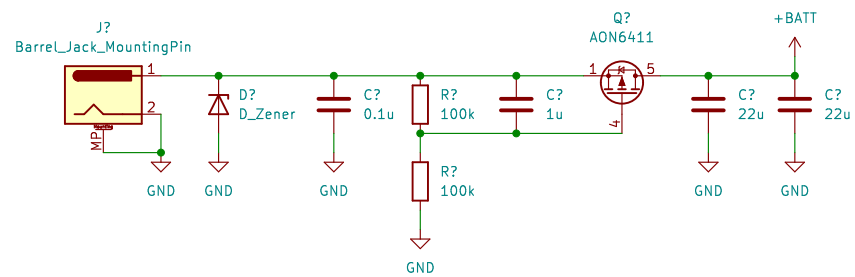 J?
Barrel_Jack_MountingPin
1
2
MP
GND
D?
D_Zener
GND
C?
0.1u
GND
R?
100k
R?
100k
GND
C?
1u
Q?
AON6411
1
5
4
C?
22u
GND
+BATT
C?
22u
GND